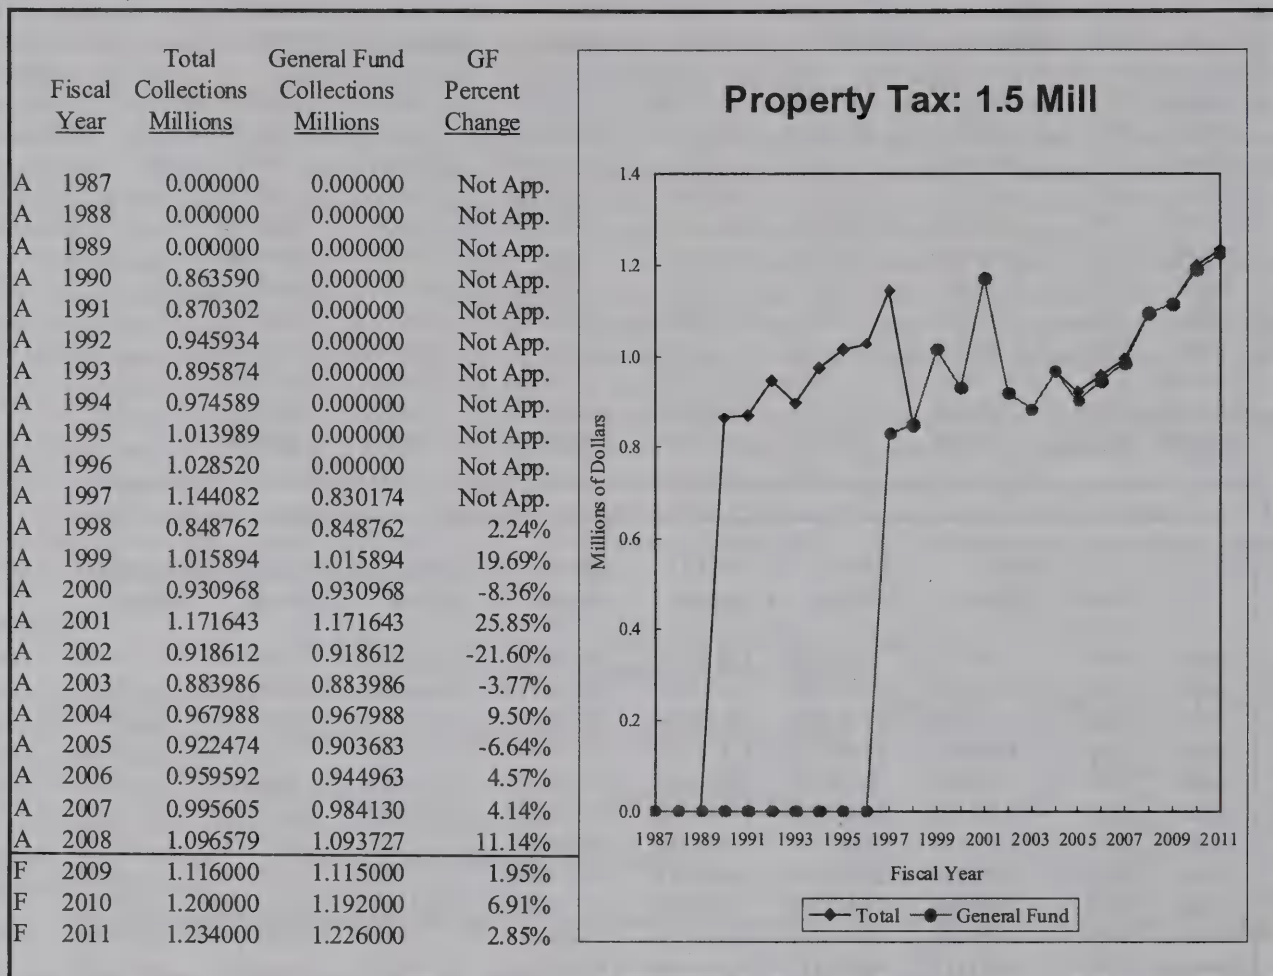 Total General Fund GF
Fiscal Collections Collections Percent
Year Millions Millions Change
A 1987 0.000000 0.000000 Not App.
A 1988 0.000000 0.000000 Not App.
A 1989 0.000000 0.000000 Not App.
A 1990 0.863590 0.000000 Not App.
A 1991 0.870302 0.000000 Not App.
A 1992 0.945934 0.000000 Not App.
A 1993 0.895874 0.000000 Not App.
A 1994 0.974589 0.000000 Not App.
A 1995 1.013989 0.000000 Not App.
A 1996 1.028520 0.000000 Not App.
A 1997 1.144082 0.830174 Not App.
A 1998 0.848762 0.848762 2.24%
A 1999 1.015894 1.015894 19.69%
A 2000 0.930968 0.930968 -8.36%
A 2001 1.171643 1.171643 25.85%
A 2002 0.918612 0.918612 -21.60%
A 2003 0.883986 0.883986 -3.77%
A 2004 0.967988 0.967988 9.50%
A 2005 0.922474 0.903683 -6.64%
A 2006 0.959592 0.944963 4.57%
A 2007 0.995605 0.984130 4.14%
A 2008 1.096579 1.093727 11.14%
F 2009 1.116000 1.115000 1.95%
F 2010 1.200000 1.192000 6.91%
F 2011 1.234000 1.226000 2.85%
Property Tax: 1.5 Mill
Millions of Dollars
1.4
1.2
1.0
0.8
0.6
0.4
0.2
0.0
1987 1989 1991 1993 1995 1997 1999 2001 2003 2005 2007 2009 2011
Fiscal Year
Total General Fund